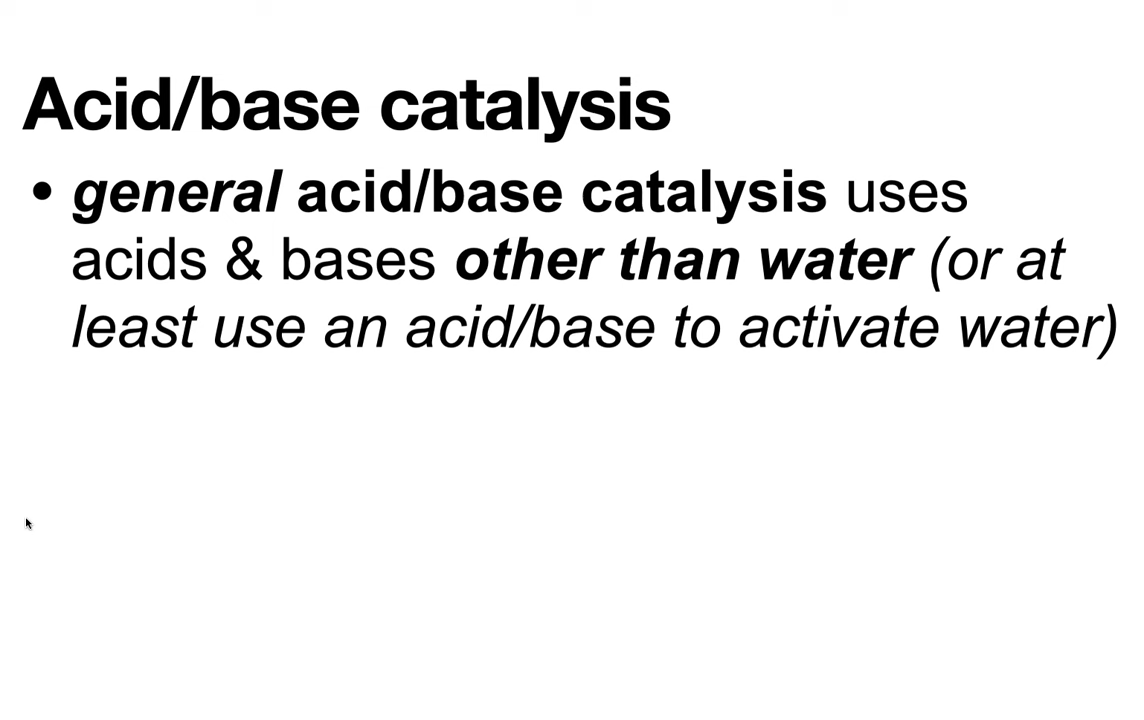 Acid/base catalysis
• general acid/base catalysis uses
acids & bases other than water (or at
least use an acid/base to activate water)